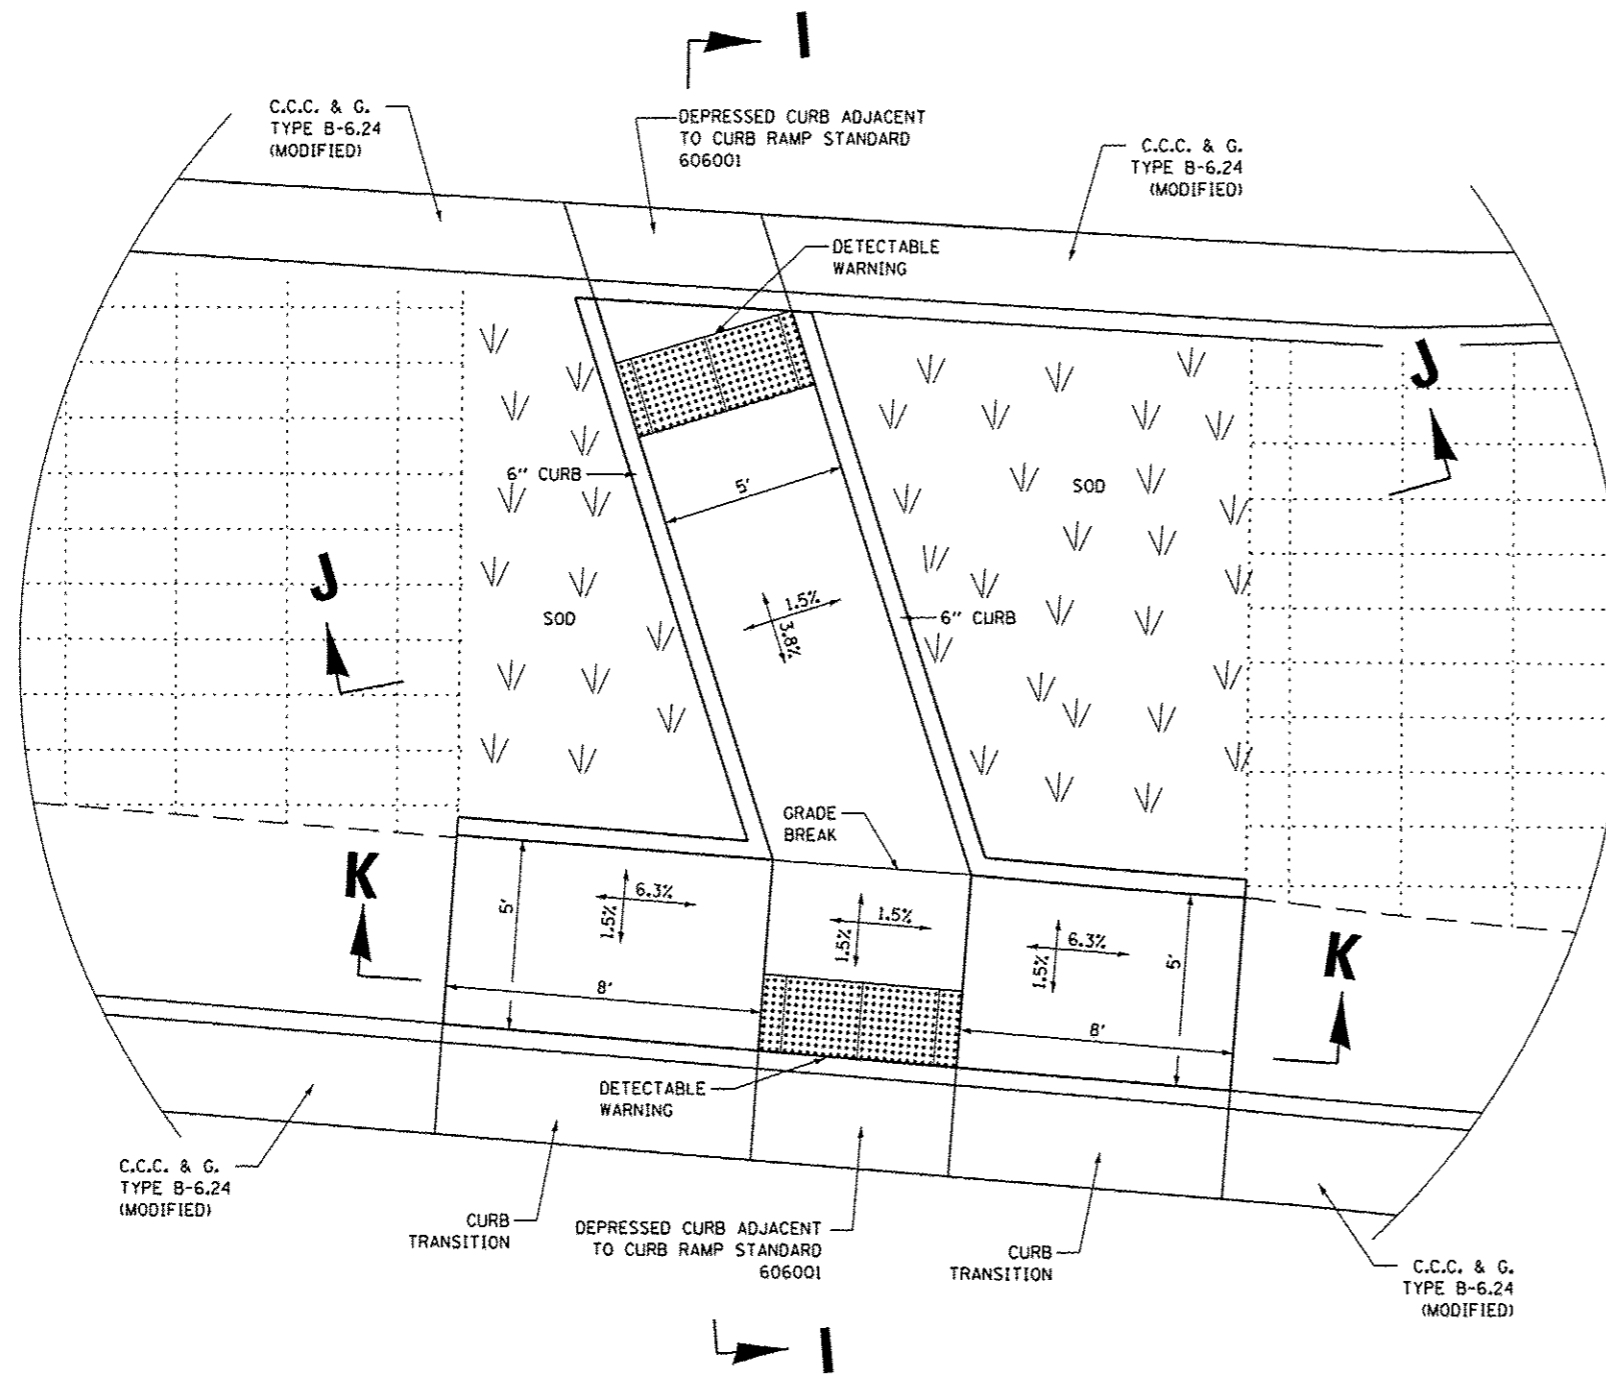 I
C.C.C. & G.
TYPE B-6.24
(MODIFIED)
DEPRESSED CURB ADJACENT
TO CURB RAMP STANDARD
606001
C.C.C. & G.
TYPE B-6.24
(MODIFIED)
DETECTABLE
WARNING
J
6" CURB
5'
SOD
J
1.5%
3.8%
SOD
6" CURB
GRADE
BREAK
K
5'
6.3%
1.5%
1.5%
1.5%
6.3%
1.5%
5'
K
8'
8'
DETECTABLE
WARNING
C.C.C. & G.
TYPE B-6.24
(MODIFIED)
CURB
TRANSITION
DEPRESSED CURB ADJACENT
TO CURB RAMP STANDARD
606001
CURB
TRANSITION
C.C.C. & G.
TYPE B-6.24
(MODIFIED)
I